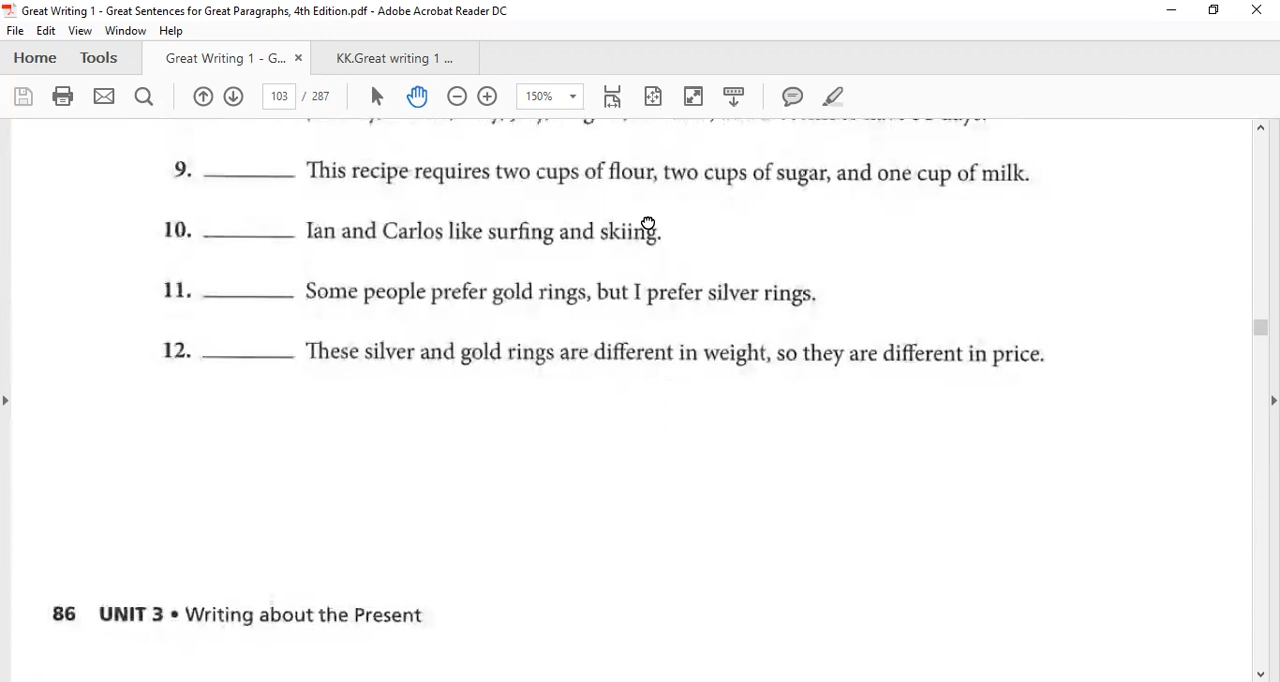 Great Writing 1 - Great Sentences for Great Paragraphs, 4th Edition.pdf - Adobe Acrobat Reader DC
File Edit View Window Help
Home Tools Great Writing 1 - G... × KK.Great writing 1 ...
103 / 287 150%
9. ________ This recipe requires two cups of flour, two cups of sugar, and one cup of milk.
10. ________ Ian and Carlos like surfing and skiing.
11. ________ Some people prefer gold rings, but I prefer silver rings.
12. ________ These silver and gold rings are different in weight, so they are different in price.
86 UNIT 3 • Writing about the Present